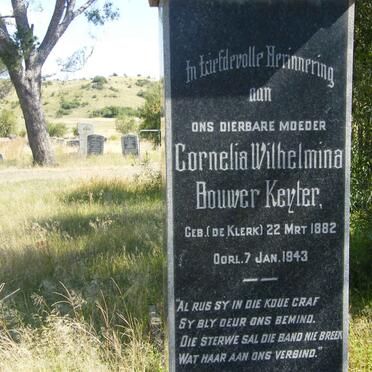 In Liefdevolle Herinnering
aan
ONS DIERBARE MOEDER
Cornelia Wilhelmina
Bouwer Keyter,
GEB. (DE KLERK) 22 MRT 1882
OORL. 7 JAN. 1943
"AL RUS SY IN DIE KOUE GRAF
SY BLY DEUR ONS BEMIND.
DIE STERWE SAL DIE BAND NIE BREEK
WAT HAAR AAN ONS VERBIND."